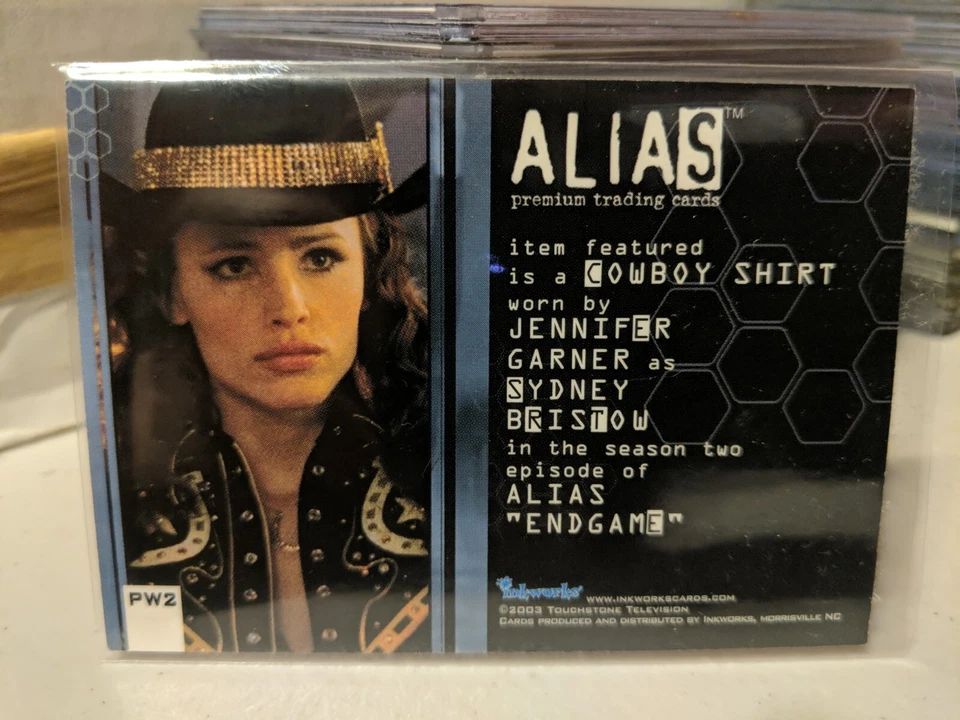 ALIAS™
premium trading cards
item featured
is a COWBOY SHIRT
worn by
JENNIFER
GARNER as
SYDNEY
BRISTOW
in the season two
episode of
ALIAS
"ENDGAME"
PW2
inkworks® WWW.INKWORKSCARDS.COM
©2003 TOUCHSTONE TELEVISION
CARDS PRODUCED AND DISTRIBUTED BY INKWORKS, MORRISVILLE NC